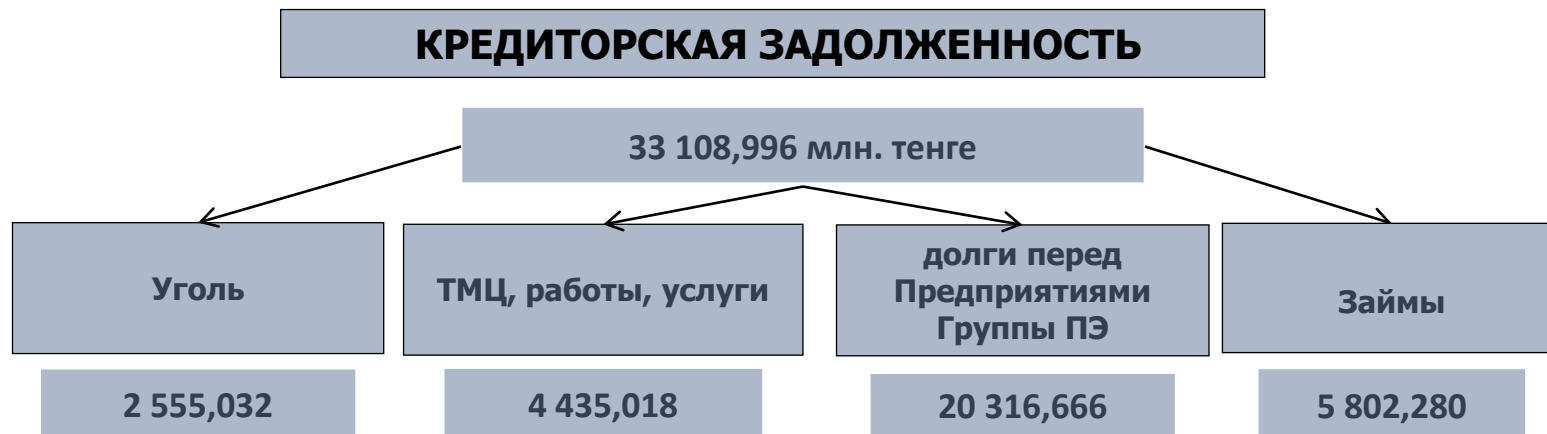 КРЕДИТОРСКАЯ ЗАДОЛЖЕННОСТЬ
33 108,996 млн. тенге
Уголь
ТМЦ, работы, услуги
долги перед
Предприятиями
Группы ПЭ
Займы
2 555,032
4 435,018
20 316,666
5 802,280